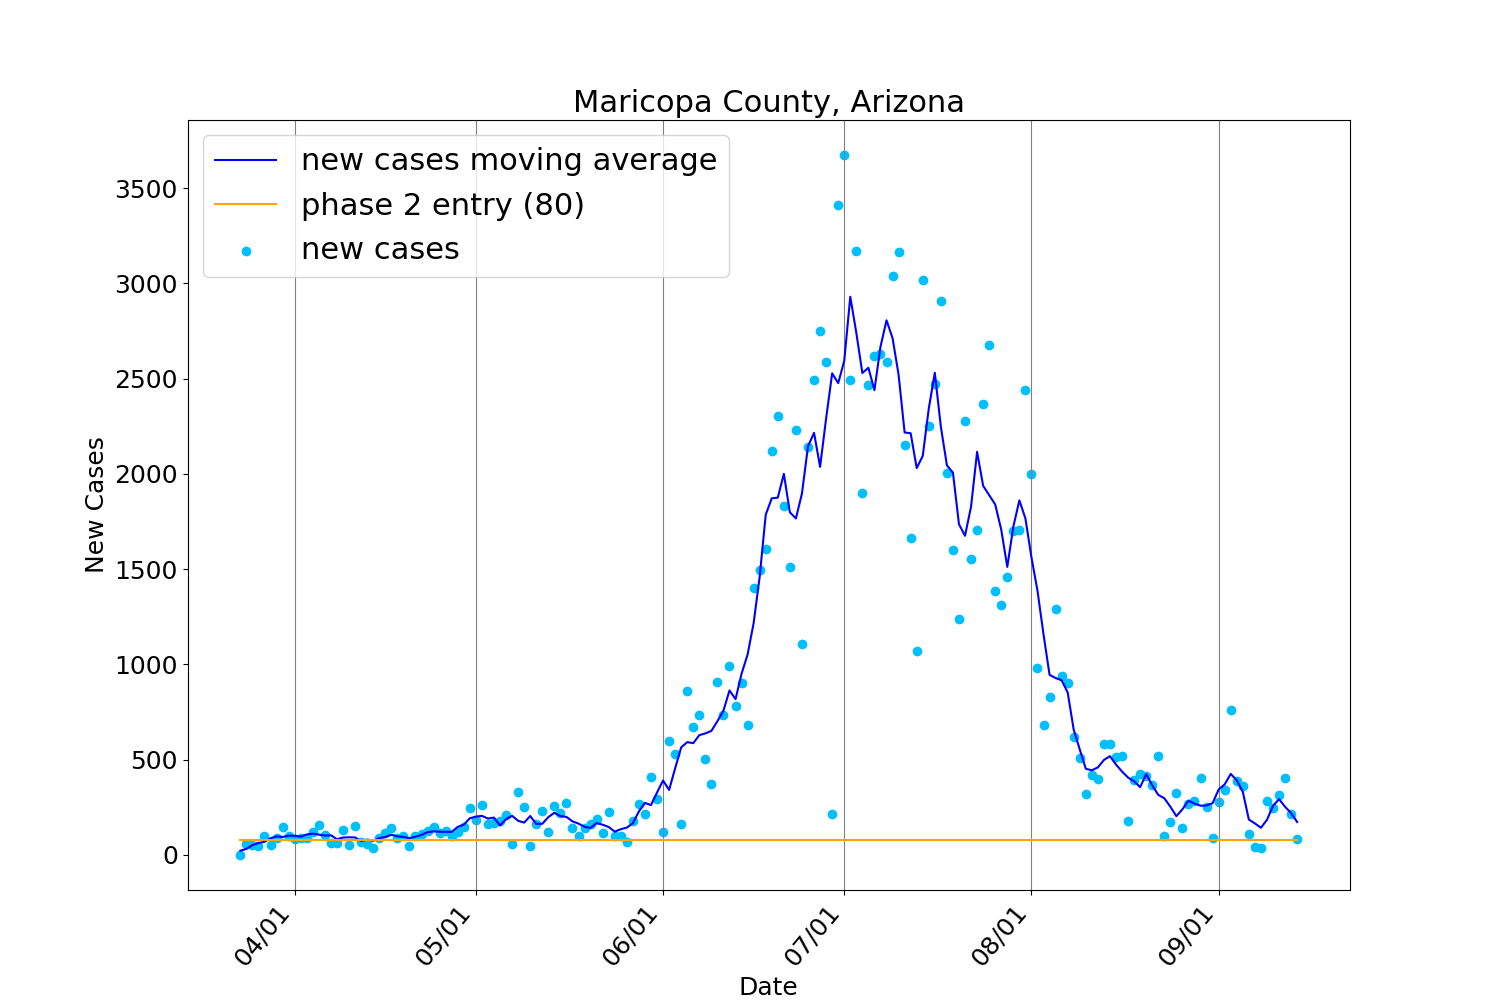 Maricopa County, Arizona
new cases moving average
phase 2 entry (80)
new cases
New Cases
3500
3000
2500
2000
1500
1000
500
0
04/01
05/01
06/01
07/01
08/01
09/01
Date